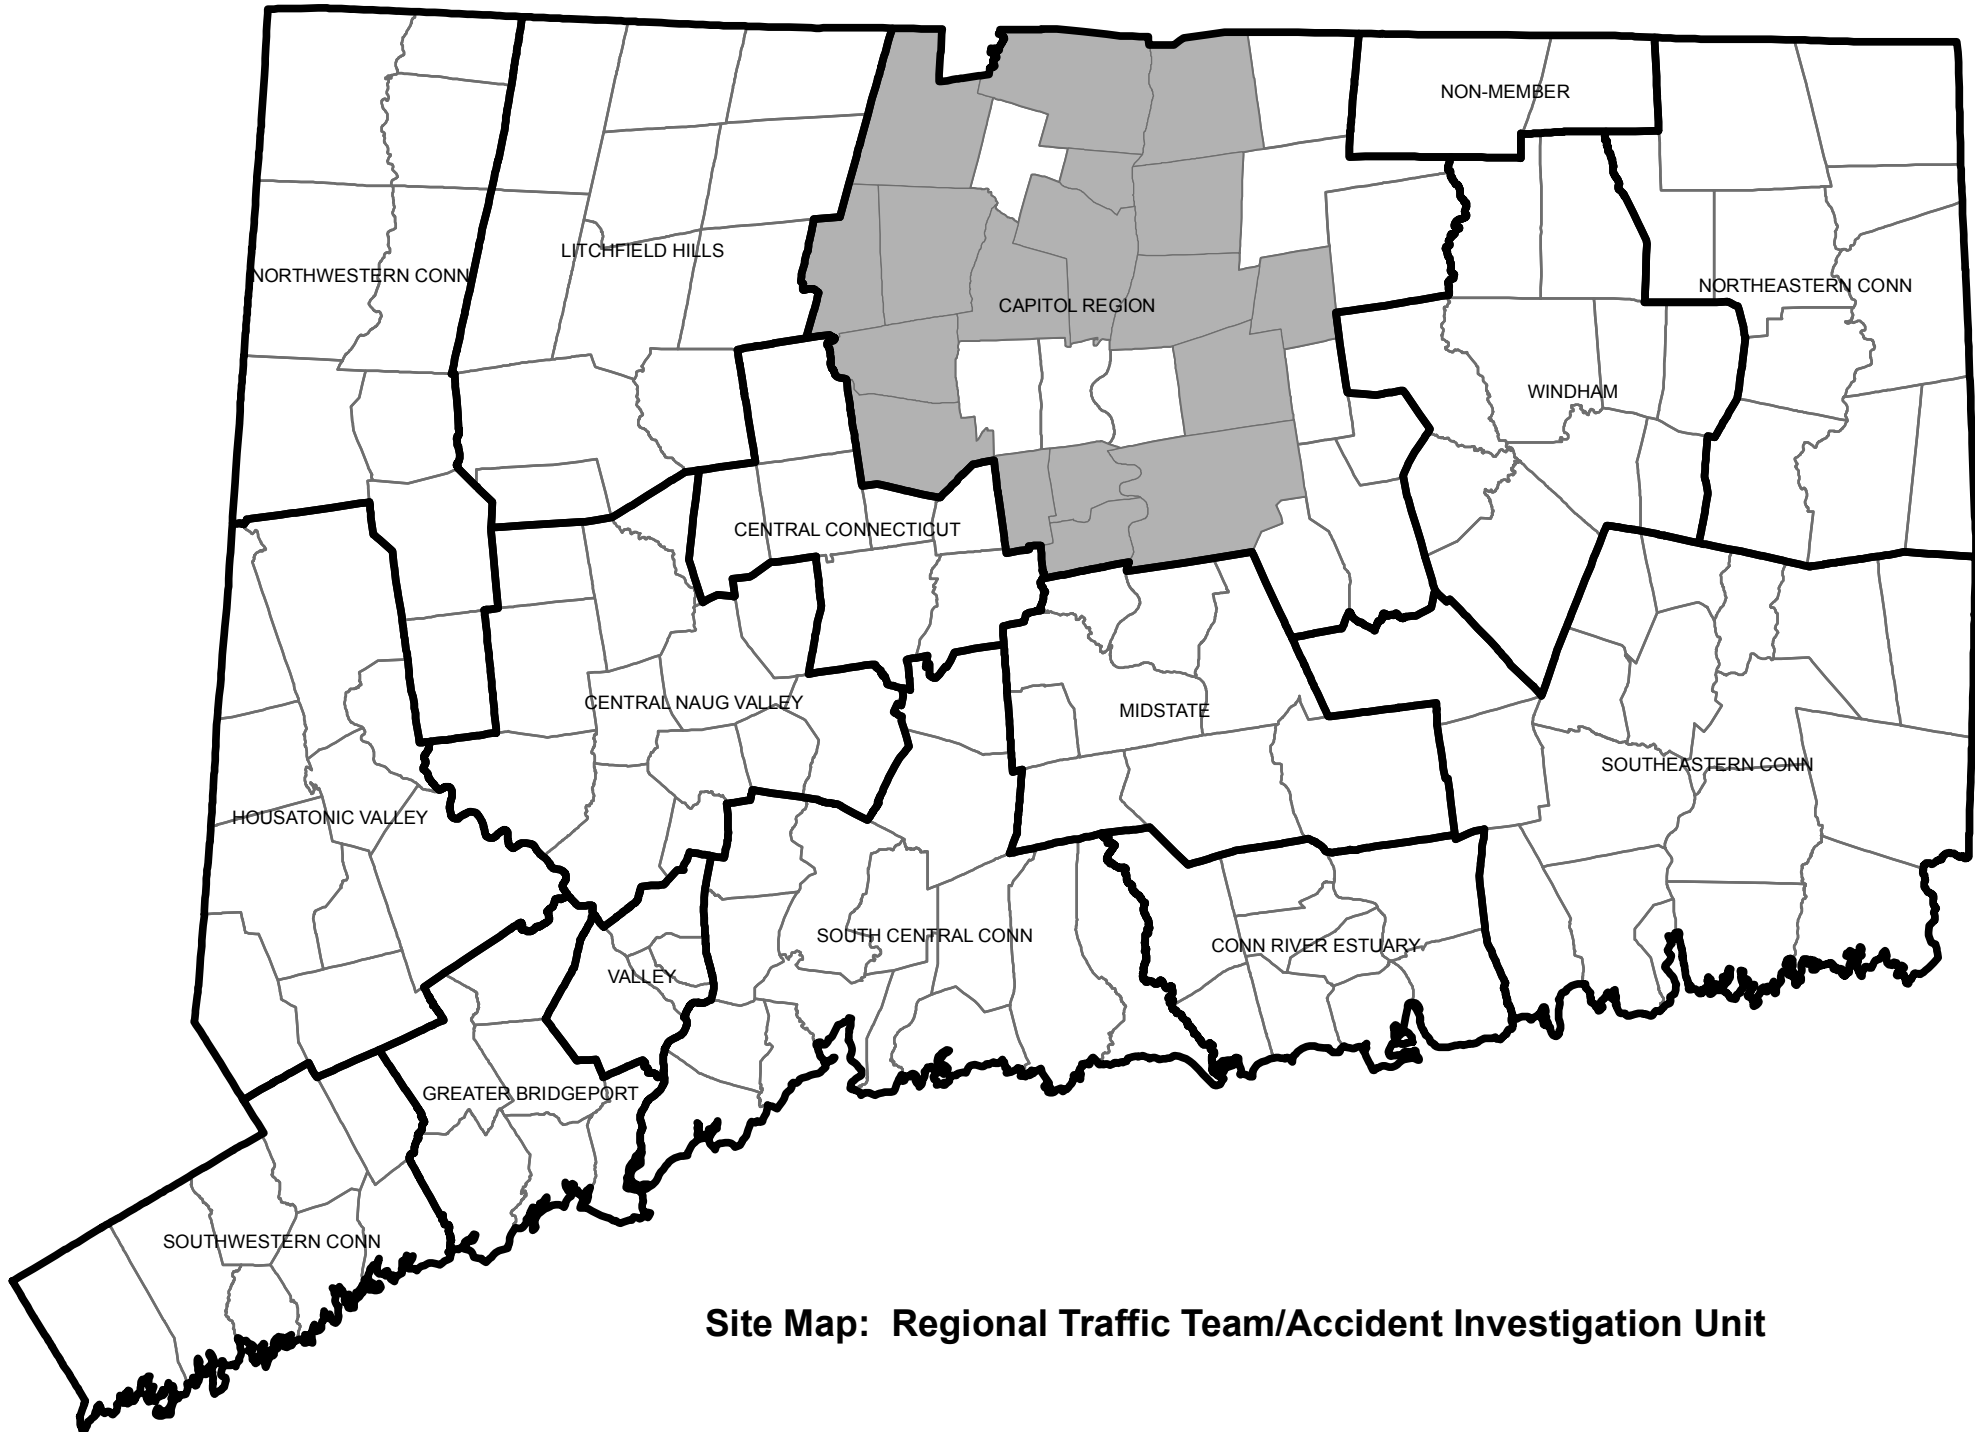 NON-MEMBER
LITCHFIELD HILLS
NORTHWESTERN CONN
NORTHEASTERN CONN
CAPITOL REGION
WINDHAM
CENTRAL CONNECTICUT
CENTRAL NAUG VALLEY
MIDSTATE
SOUTHEASTERN CONN
HOUSATONIC VALLEY
SOUTH CENTRAL CONN
CONN RIVER ESTUARY
VALLEY
GREATER BRIDGEPORT
SOUTHWESTERN CONN
Site Map: Regional Traffic Team/Accident Investigation Unit